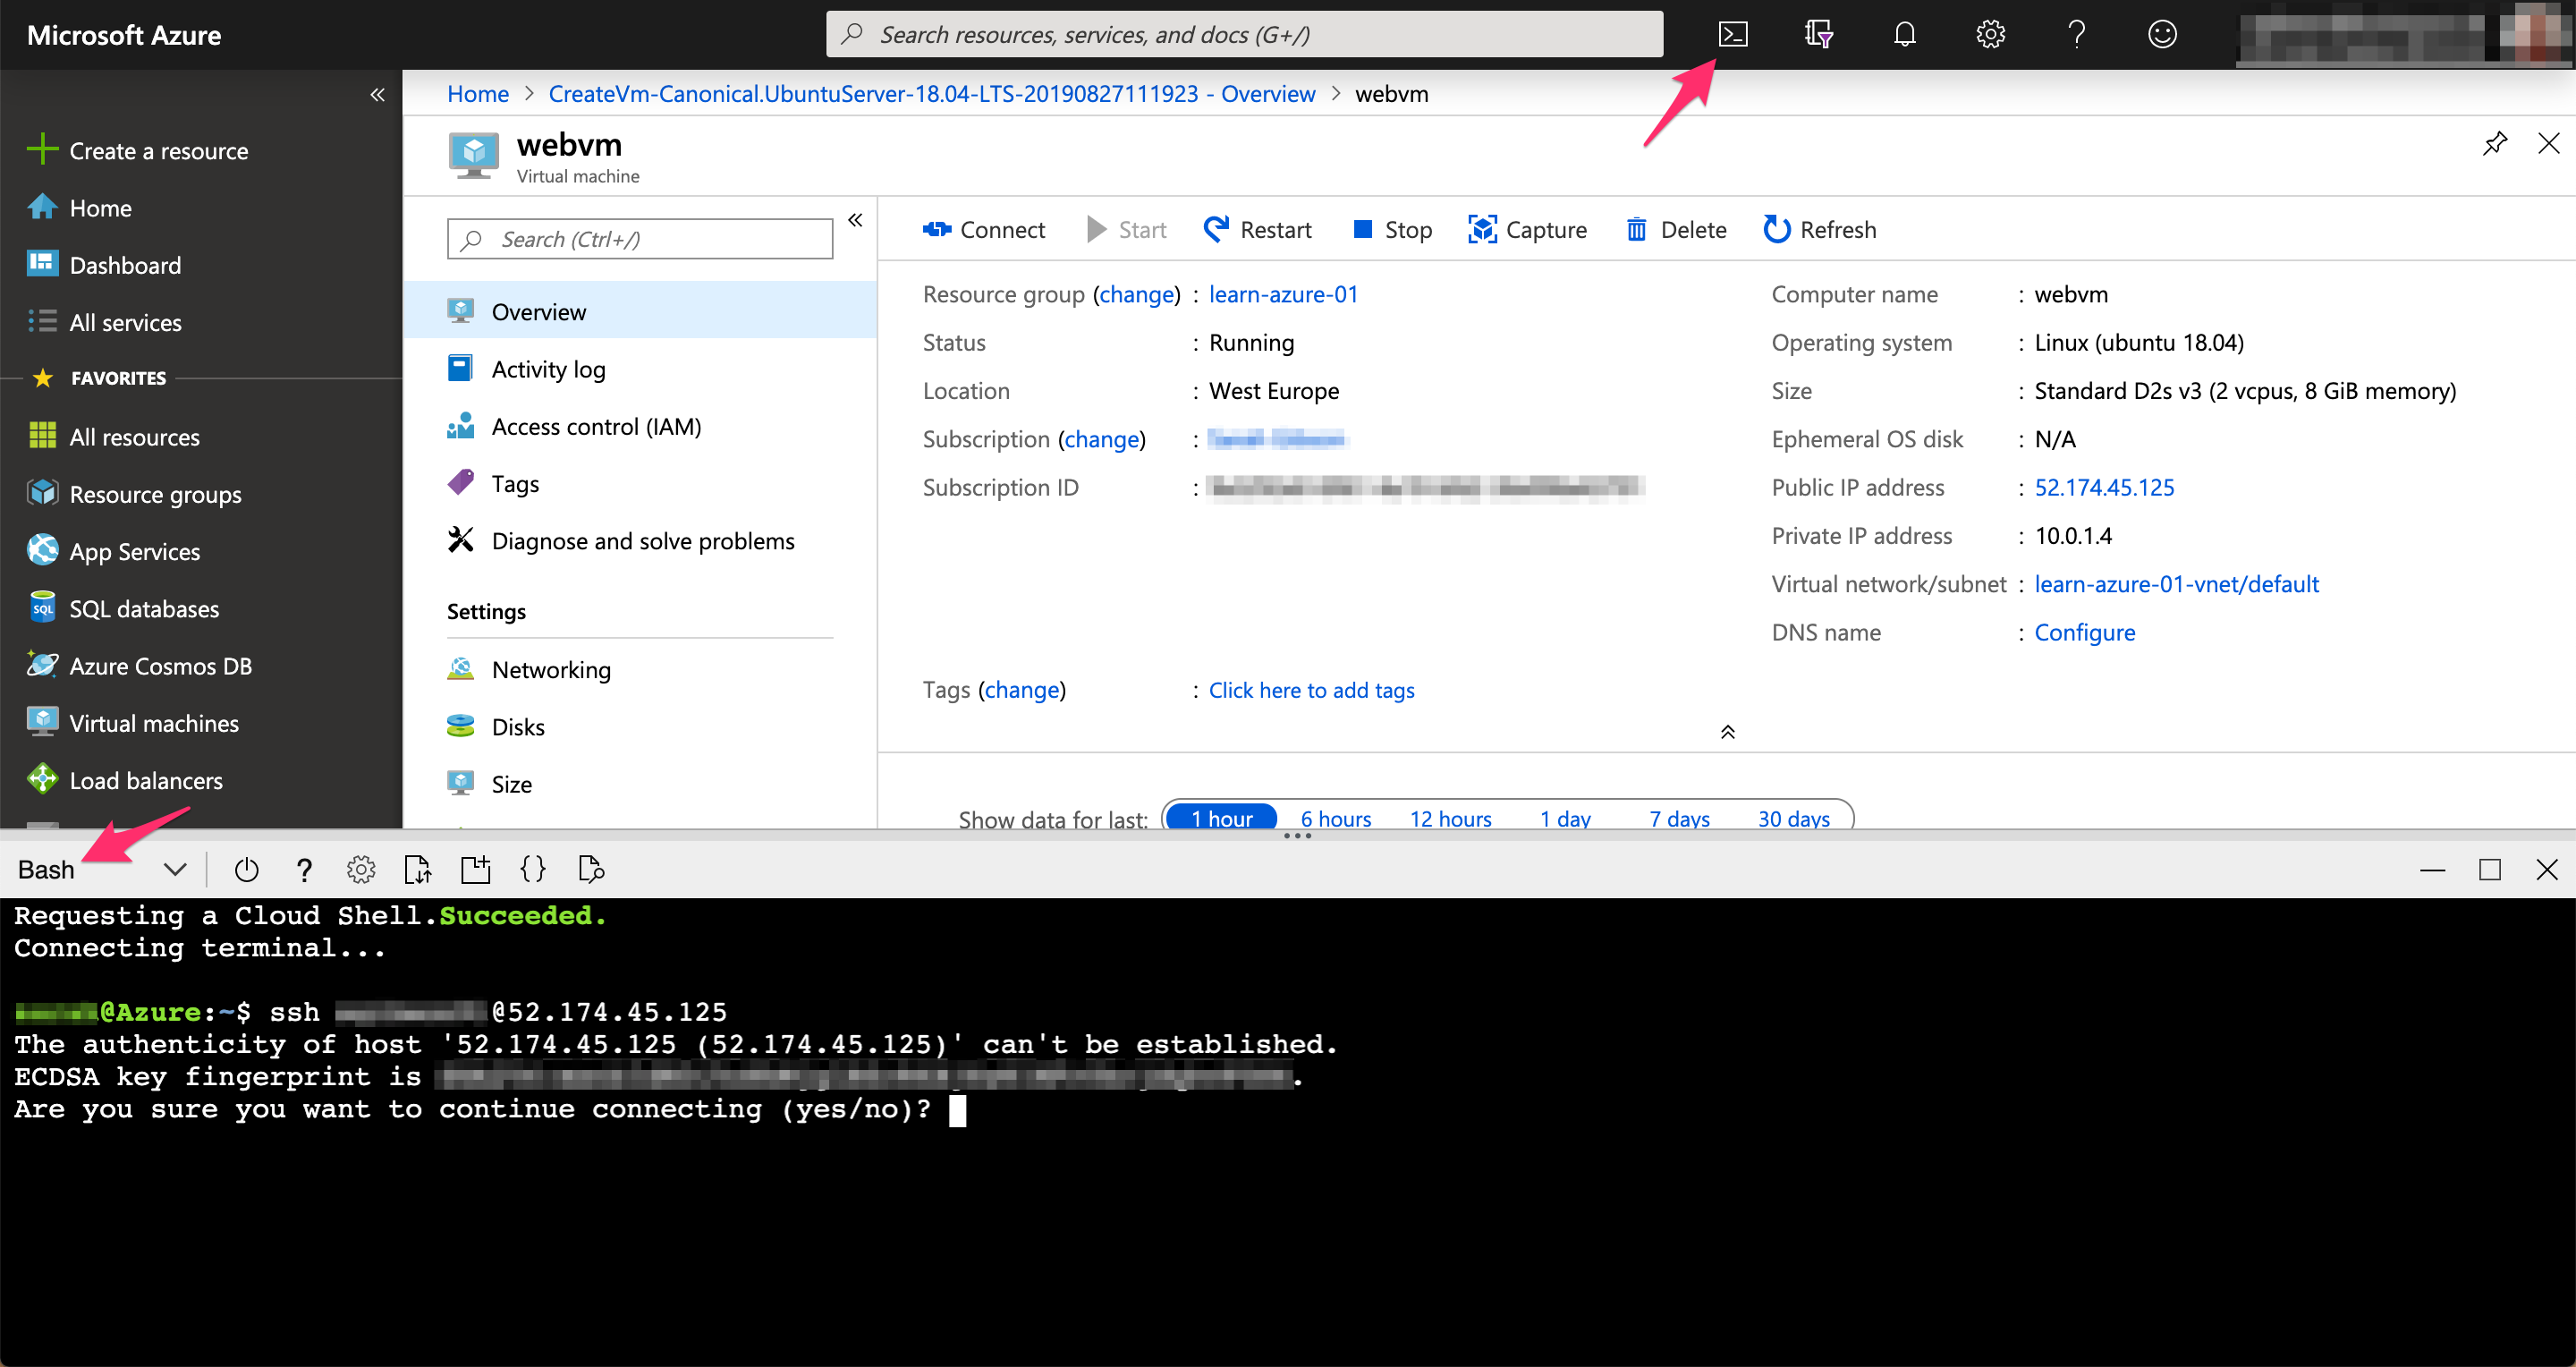 Microsoft Azure
Search resources, services, and docs (G+/)
Create a resource
Home
Dashboard
All services
FAVORITES
All resources
Resource groups
App Services
SQL databases
Azure Cosmos DB
Virtual machines
Load balancers
Home > CreateVm-Canonical.UbuntuServer-18.04-LTS-20190827111923 - Overview > webvm
webvm
Virtual machine
Search (Ctrl+/)
Overview
Activity log
Access control (IAM)
Tags
Diagnose and solve problems
Settings
Networking
Disks
Size
Connect Start Restart Stop Capture Delete Refresh
Resource group (change) : learn-azure-01
Status : Running
Location : West Europe
Subscription (change) :
Subscription ID :
Tags (change) : Click here to add tags
Computer name : webvm
Operating system : Linux (ubuntu 18.04)
Size : Standard D2s v3 (2 vcpus, 8 GiB memory)
Ephemeral OS disk : N/A
Public IP address : 52.174.45.125
Private IP address : 10.0.1.4
Virtual network/subnet : learn-azure-01-vnet/default
DNS name : Configure
Show data for last: 1 hour 6 hours 12 hours 1 day 7 days 30 days
Bash
Requesting a Cloud Shell.Succeeded.
Connecting terminal...
@Azure:~$ ssh @52.174.45.125
The authenticity of host '52.174.45.125 (52.174.45.125)' can't be established.
ECDSA key fingerprint is .
Are you sure you want to continue connecting (yes/no)?